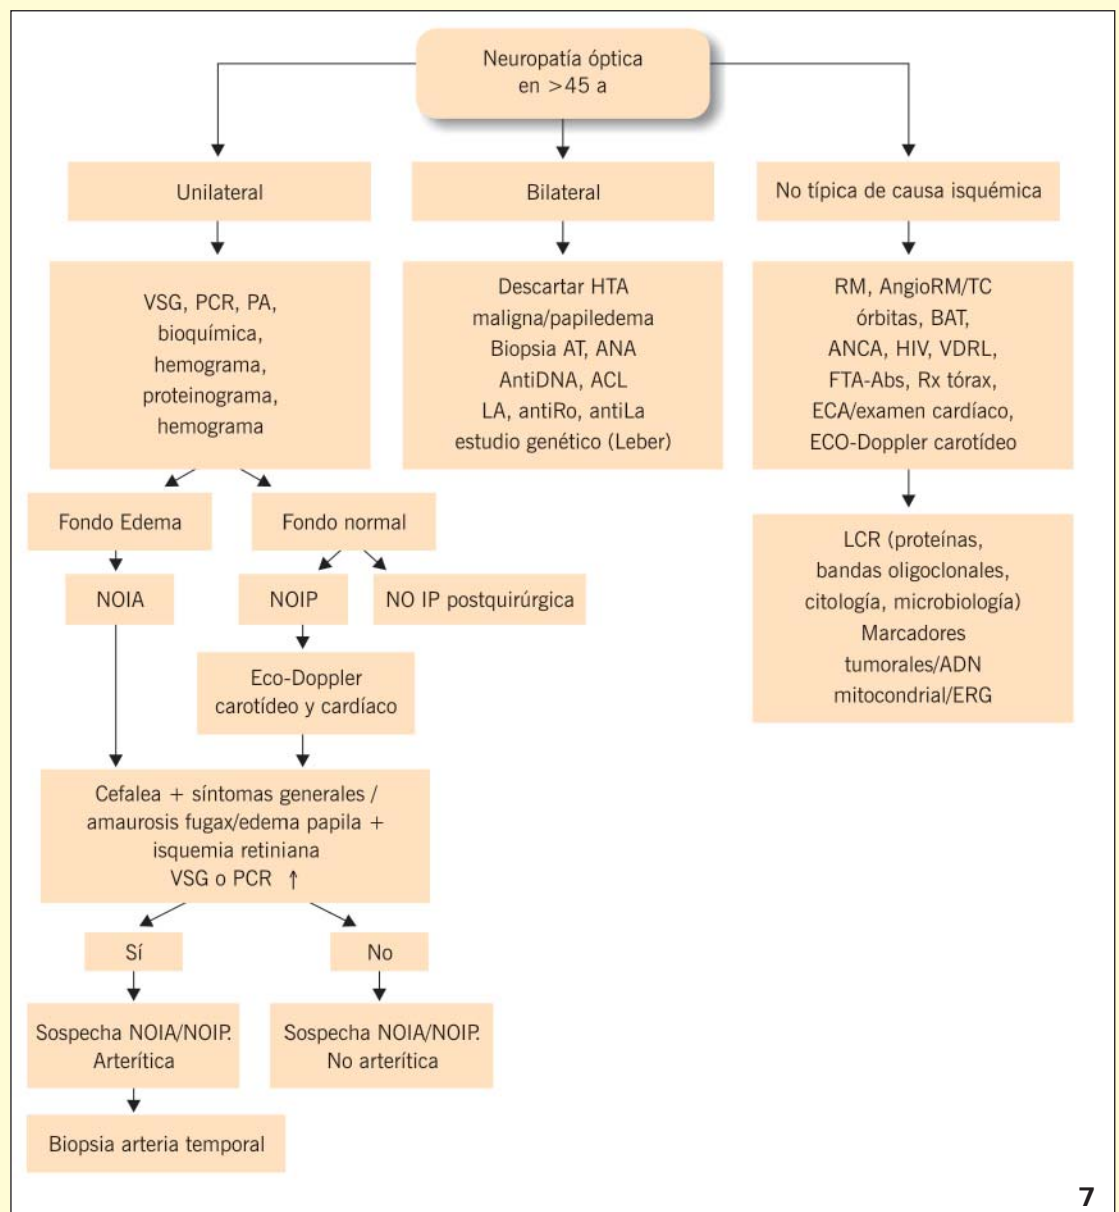 Neuropatía óptica
en >45 a
Unilateral
Bilateral
No típica de causa isquémica
VSG, PCR, PA,
bioquímica,
hemograma,
proteinograma,
hemograma
Descartar HTA
maligna/papiledema
Biopsia AT, ANA
AntiDNA, ACL
LA, antiRo, antiLa
estudio genético (Leber)
RM, AngioRM/TC
órbitas, BAT,
ANCA, HIV, VDRL,
FTA-Abs, Rx tórax,
ECA/examen cardíaco,
ECO-Doppler carotídeo
Fondo Edema
Fondo normal
LCR (proteínas,
bandas oligoclonales,
citología, microbiología)
Marcadores
tumorales/ADN
mitocondrial/ERG
NOIA
NOIP
NO IP postquirúrgica
Eco-Doppler
carotídeo y cardíaco
Cefalea + síntomas generales /
amaurosis fugax/edema papila +
isquemia retiniana
VSG o PCR ↑
Sí
No
Sospecha NOIA/NOIP.
Arterítica
Sospecha NOIA/NOIP.
No arterítica
Biopsia arteria temporal
7